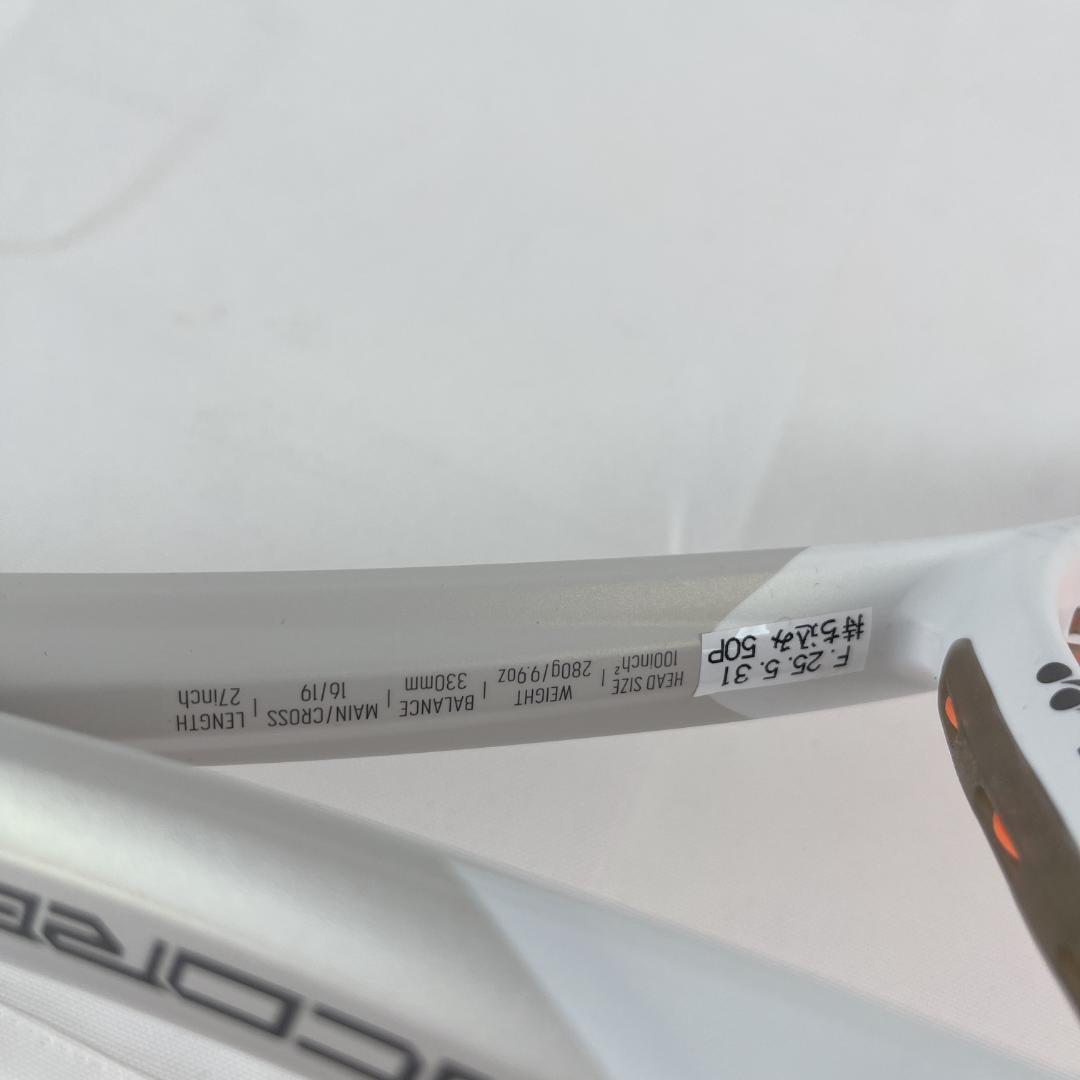 F. 25.5.31
持ち込み 50P
HEAD SIZE | WEIGHT | BALANCE | MAIN/CROSS | LENGTH
100inch² 280g/9.9oz 330mm 16/19 27inch